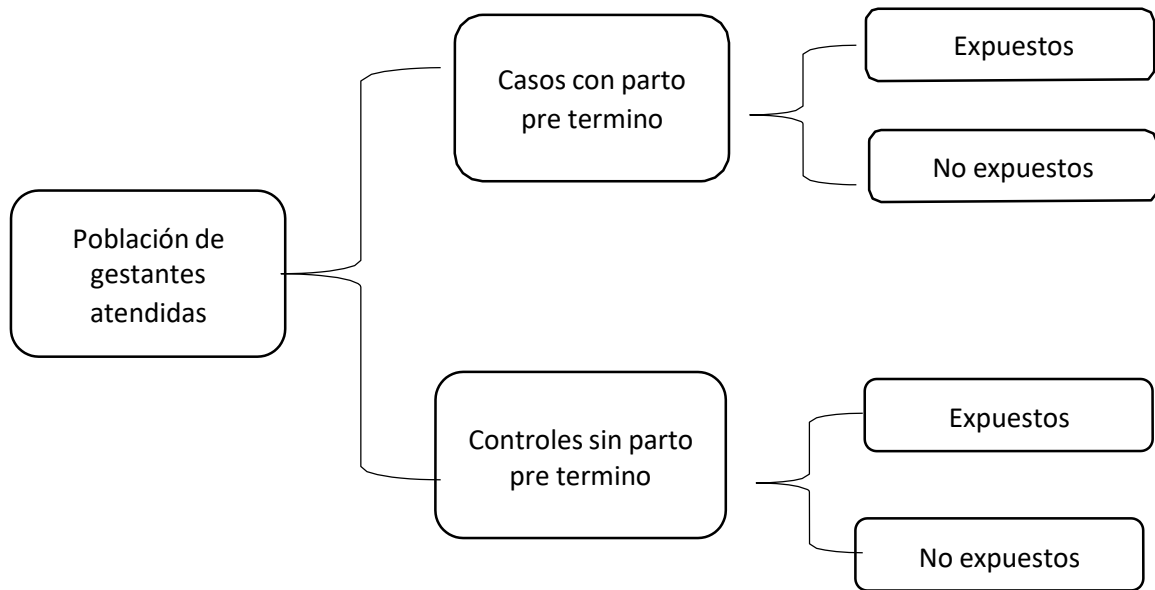 Población de
gestantes
atendidas
Casos con parto
pre termino
Expuestos
No expuestos
Controles sin parto
pre termino
Expuestos
No expuestos